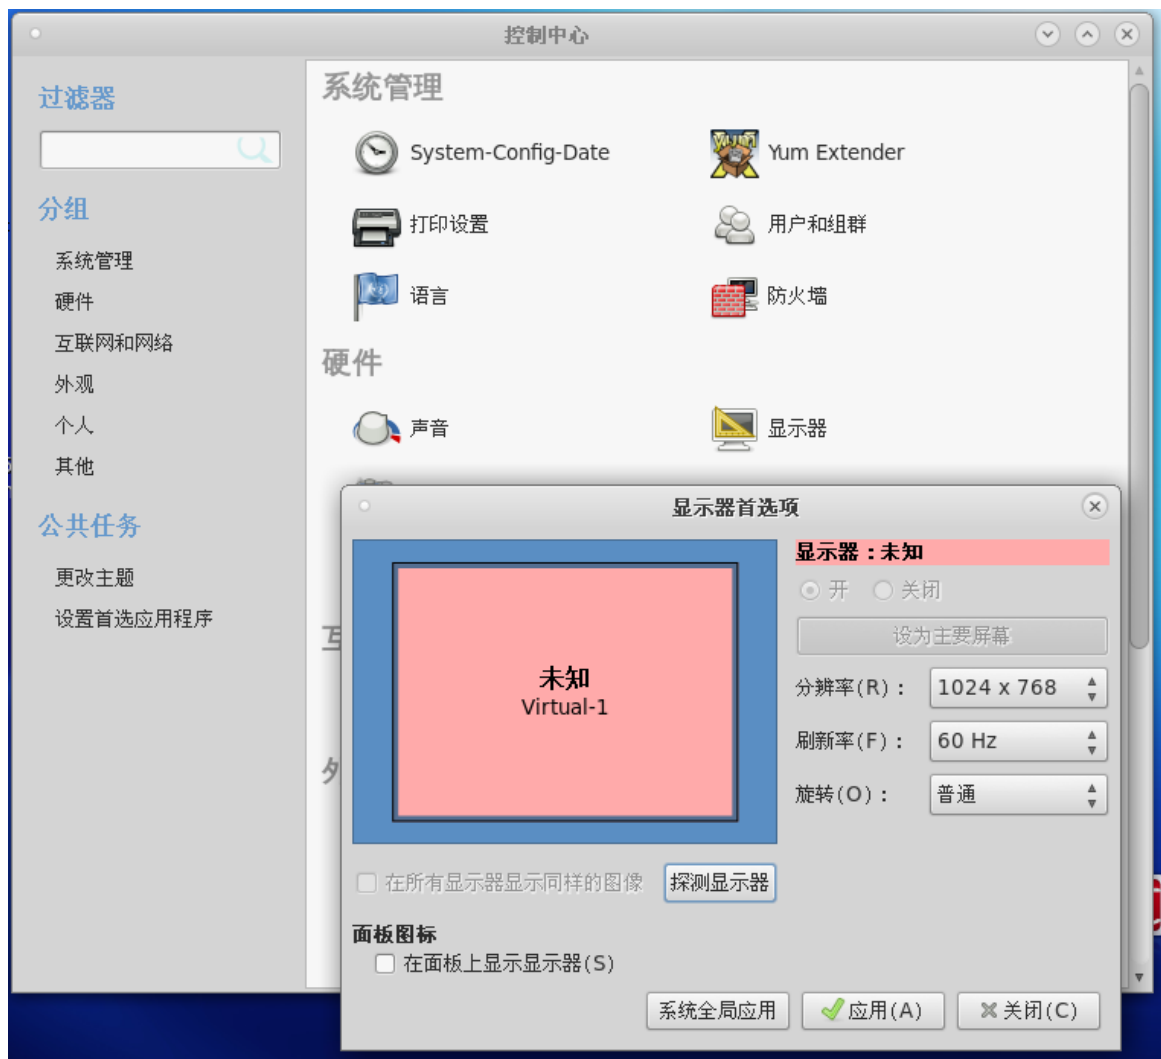 控制中心
过滤器
系统管理
System-Config-Date
Yum Extender
打印设置
用户和组群
语言
防火墙
分组
系统管理
硬件
互联网和网络
外观
个人
其他
硬件
声音
显示器
公共任务
更改主题
设置首选应用程序
显示器首选项
未知
Virtual-1
显示器：未知
开
关闭
设为主要屏幕
分辨率(R)：
1024 x 768
刷新率(F)：
60 Hz
旋转(O)：
普通
在所有显示器显示同样的图像
探测显示器
面板图标
在面板上显示显示器(S)
系统全局应用
应用(A)
关闭(C)